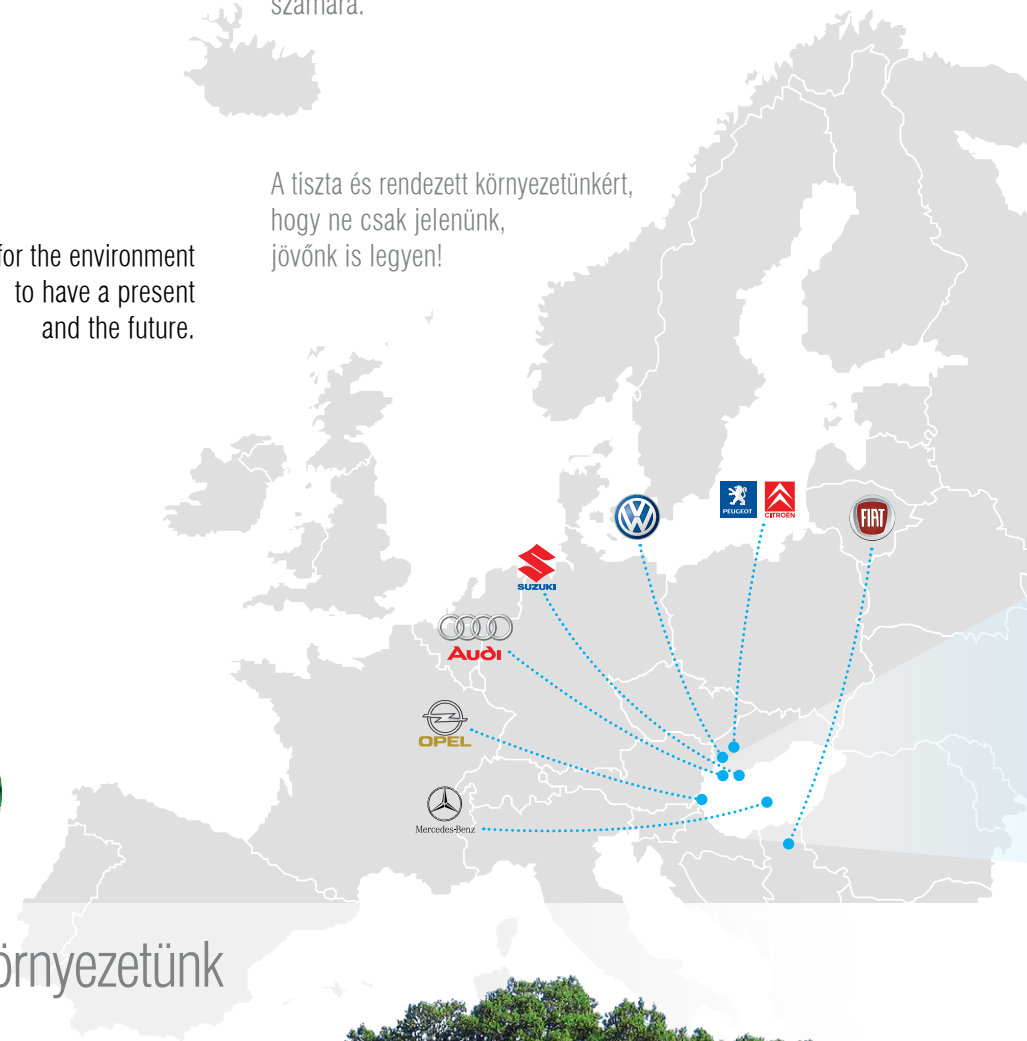 számára.
A tiszta és rendezett környezetünkért,
hogy ne csak jelenünk,
jövőnk is legyen!
for the environment
to have a present
and the future.
PEUGEOT
CITROËN
FIAT
SUZUKI
Audi
OPEL
Mercedes-Benz
örnyezetünk